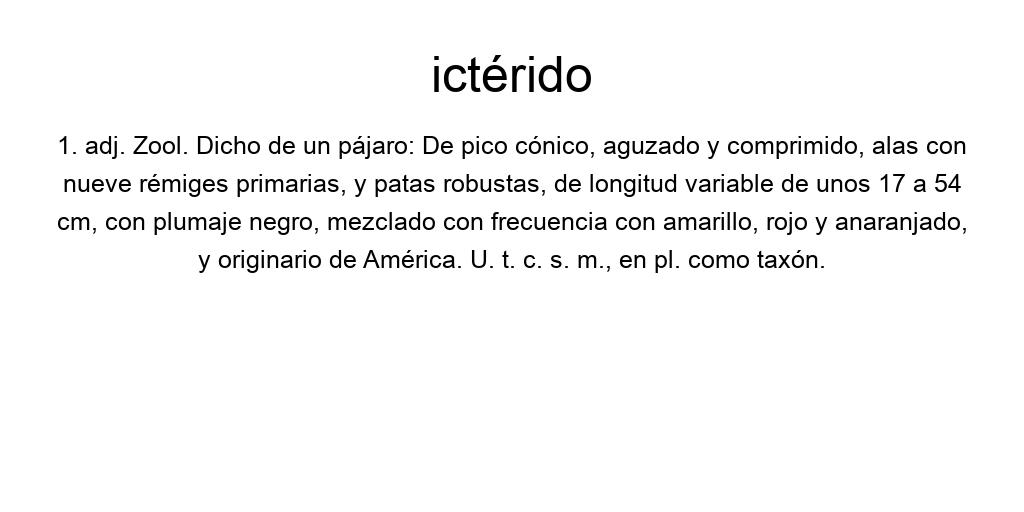 ictérido
1. adj. Zool. Dicho de un pájaro: De pico cónico, aguzado y comprimido, alas con
nueve rémiges primarias, y patas robustas, de longitud variable de unos 17 a 54
cm, con plumaje negro, mezclado con frecuencia con amarillo, rojo y anaranjado,
y originario de América. U. t. c. s. m., en pl. como taxón.